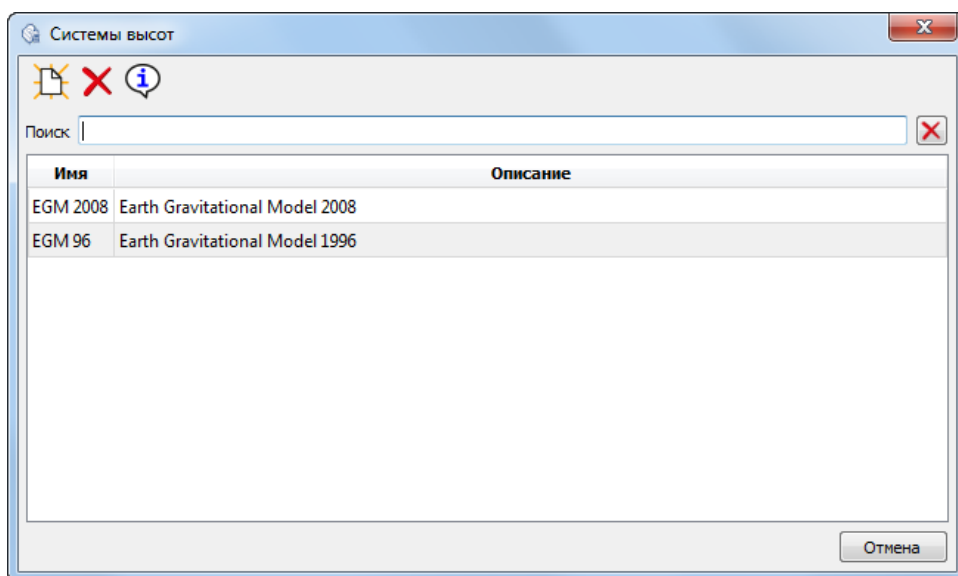 Системы высот
Поиск
Имя Описание
EGM 2008 Earth Gravitational Model 2008
EGM 96 Earth Gravitational Model 1996
Отмена